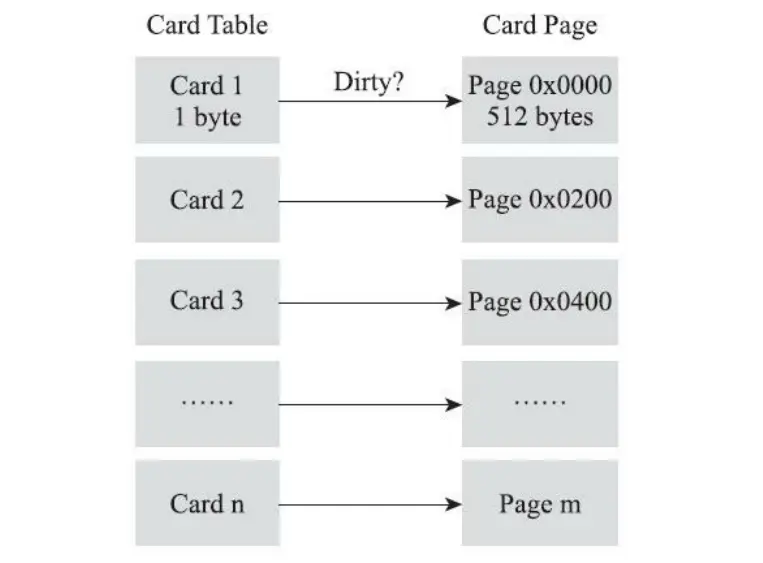 Card Table
Card Page
Card 1
1 byte
Dirty?
Page 0x0000
512 bytes
Card 2
Page 0x0200
Card 3
Page 0x0400
……
……
Card n
Page m